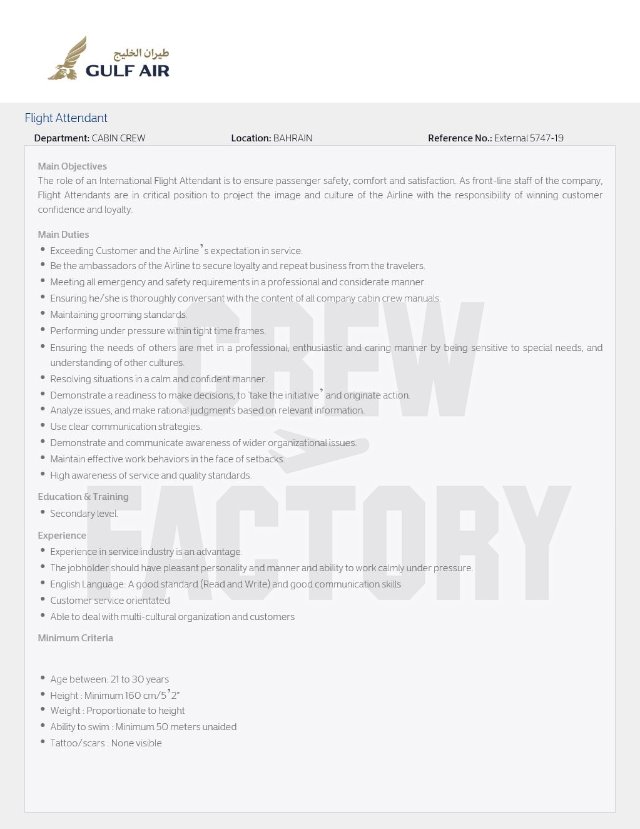 طيران الخليج
GULF AIR
Flight Attendant
Department: CABIN CREW Location: BAHRAIN Reference No.: External 5747-19
Main Objectives
The role of an International Flight Attendant is to ensure passenger safety, comfort and satisfaction. As front-line staff of the company,
Flight Attendants are in critical position to project the image and culture of the Airline with the responsibility of winning customer
confidence and loyalty.
Main Duties
• Exceeding Customer and the Airline's expectation in service.
• Be the ambassadors of the Airline to secure loyalty and repeat business from the travelers.
• Meeting all emergency and safety requirements in a professional and considerate manner
• Ensuring he/she is thoroughly conversant with the content of all company cabin crew manuals.
• Maintaining grooming standards.
• Performing under pressure within tight time frames.
• Ensuring the needs of others are met in a professional, enthusiastic and caring manner by being sensitive to special needs, and
understanding of other cultures.
• Resolving situations in a calm and confident manner.
• Demonstrate a readiness to make decisions, to 'take the initiative' and originate action.
• Analyze issues, and make rational judgments based on relevant information.
• Use clear communication strategies.
• Demonstrate and communicate awareness of wider organizational issues.
• Maintain effective work behaviors in the face of setbacks.
• High awareness of service and quality standards.
Education & Training
• Secondary level.
Experience
• Experience in service industry is an advantage.
• The jobholder should have pleasant personality and manner and ability to work calmly under pressure.
• English Language: A good standard (Read and Write) and good communication skills
• Customer service orientated
• Able to deal with multi-cultural organization and customers
Minimum Criteria
• Age between: 21 to 30 years
• Height : Minimum 160 cm/5'2"
• Weight : Proportionate to height
• Ability to swim : Minimum 50 meters unaided
• Tattoo/scars : None visible
CREW
FACTORY